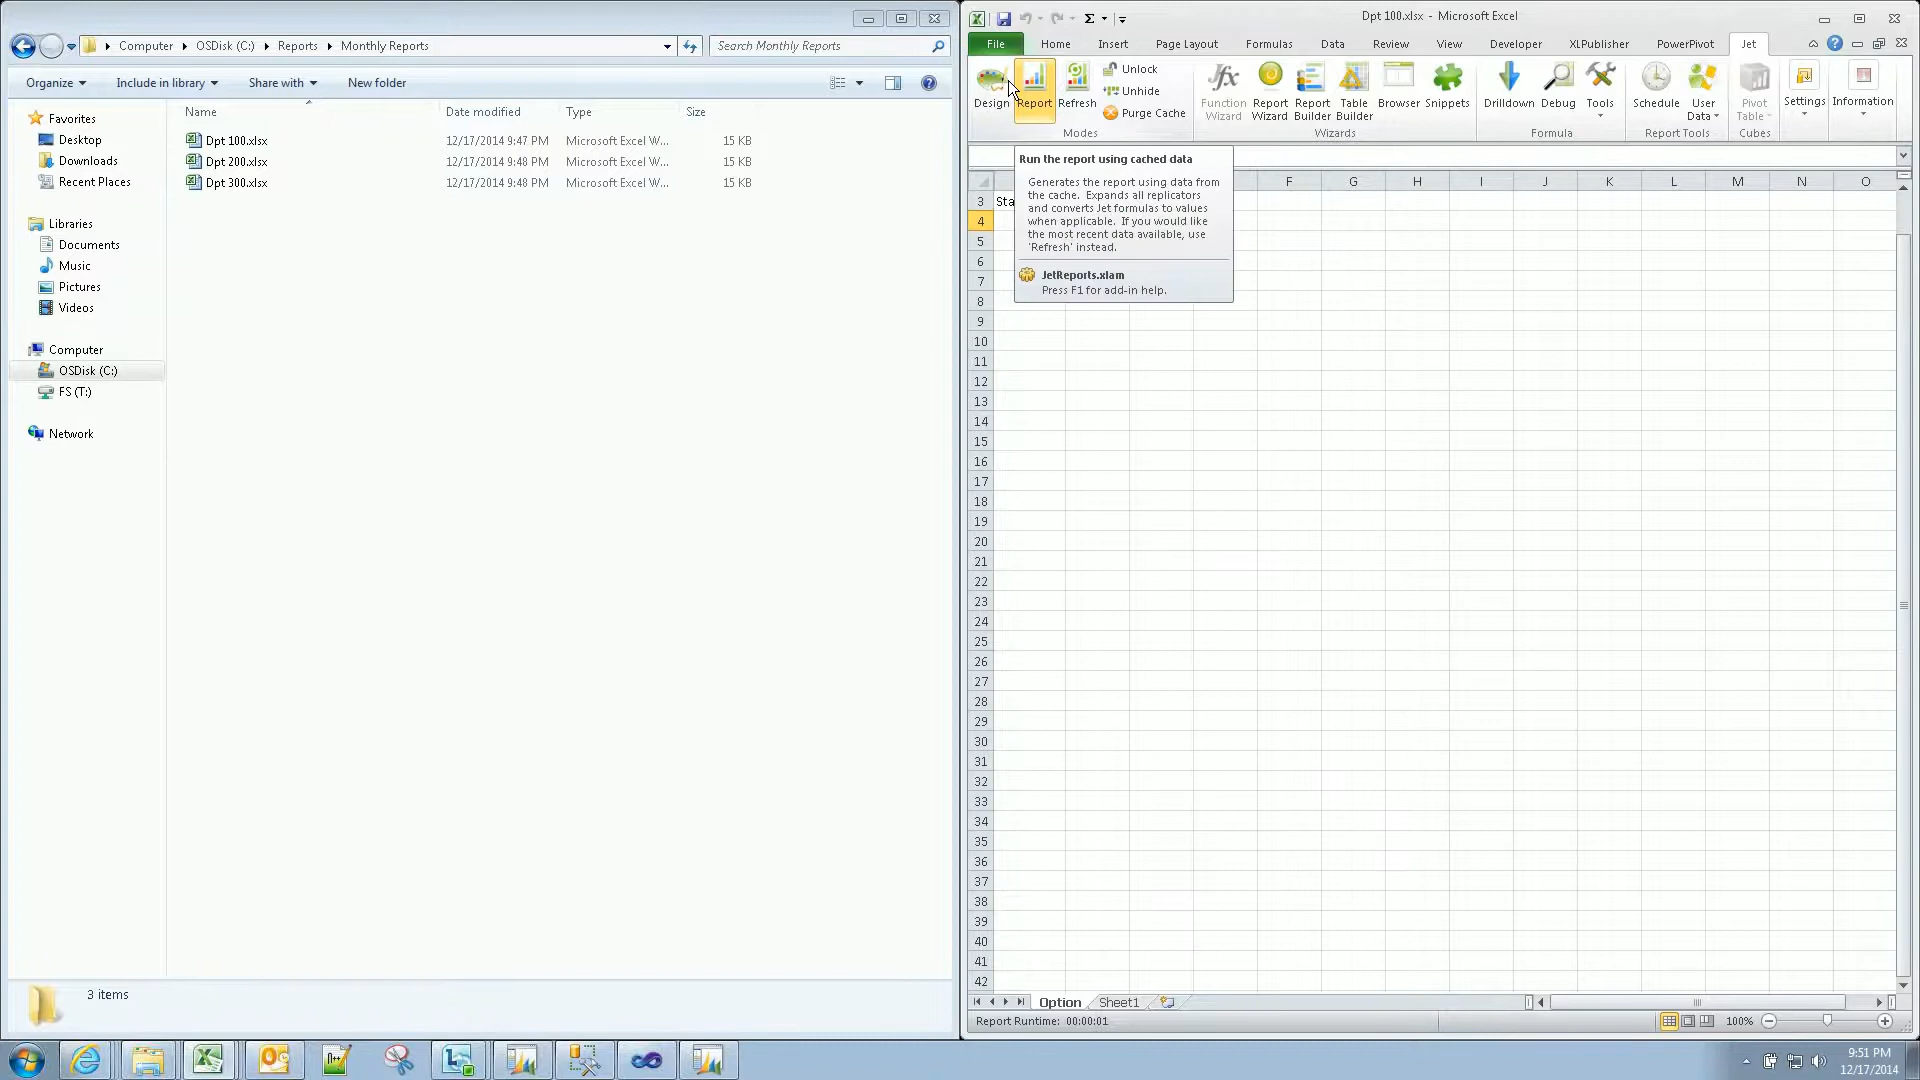 Computer OSDisk (C:) Reports Monthly Reports
Search Monthly Reports
Organize Include in library Share with New folder
Favorites
Desktop
Downloads
Recent Places
Libraries
Documents
Music
Pictures
Videos
Computer
OSDisk (C:)
FS (T:)
Network
Name Date modified Type Size
Dpt 100.xlsx 12/17/2014 9:47 PM Microsoft Excel W... 15 KB
Dpt 200.xlsx 12/17/2014 9:48 PM Microsoft Excel W... 15 KB
Dpt 300.xlsx 12/17/2014 9:48 PM Microsoft Excel W... 15 KB
3 items
Dpt 100.xlsx - Microsoft Excel
File Home Insert Page Layout Formulas Data Review View Developer XLPublisher PowerPivot Jet
Design Report Refresh
Unlock
Unhide
Purge Cache
Modes
Function Wizard
Report Wizard
Report Builder
Table Builder
Browser
Snippets
Wizards
Drilldown
Debug
Tools
Formula
Schedule
User Data
Report Tools
Pivot Table
Cubes
Settings
Information
Run the report using cached data
Generates the report using data from
the cache. Expands all replicators
and converts Jet formulas to values
when applicable. If you would like
the most recent data available, use
'Refresh' instead.
JetReports.xlam
Press F1 for add-in help.
F G H I J K L M N O
3 Sta
4
5
6
7
8
9
10
11
12
13
14
15
16
17
18
19
20
21
22
23
24
25
26
27
28
29
30
31
32
33
34
35
36
37
38
39
40
41
42
Option Sheet1
Report Runtime: 00:00:01
100%
9:51 PM
12/17/2014